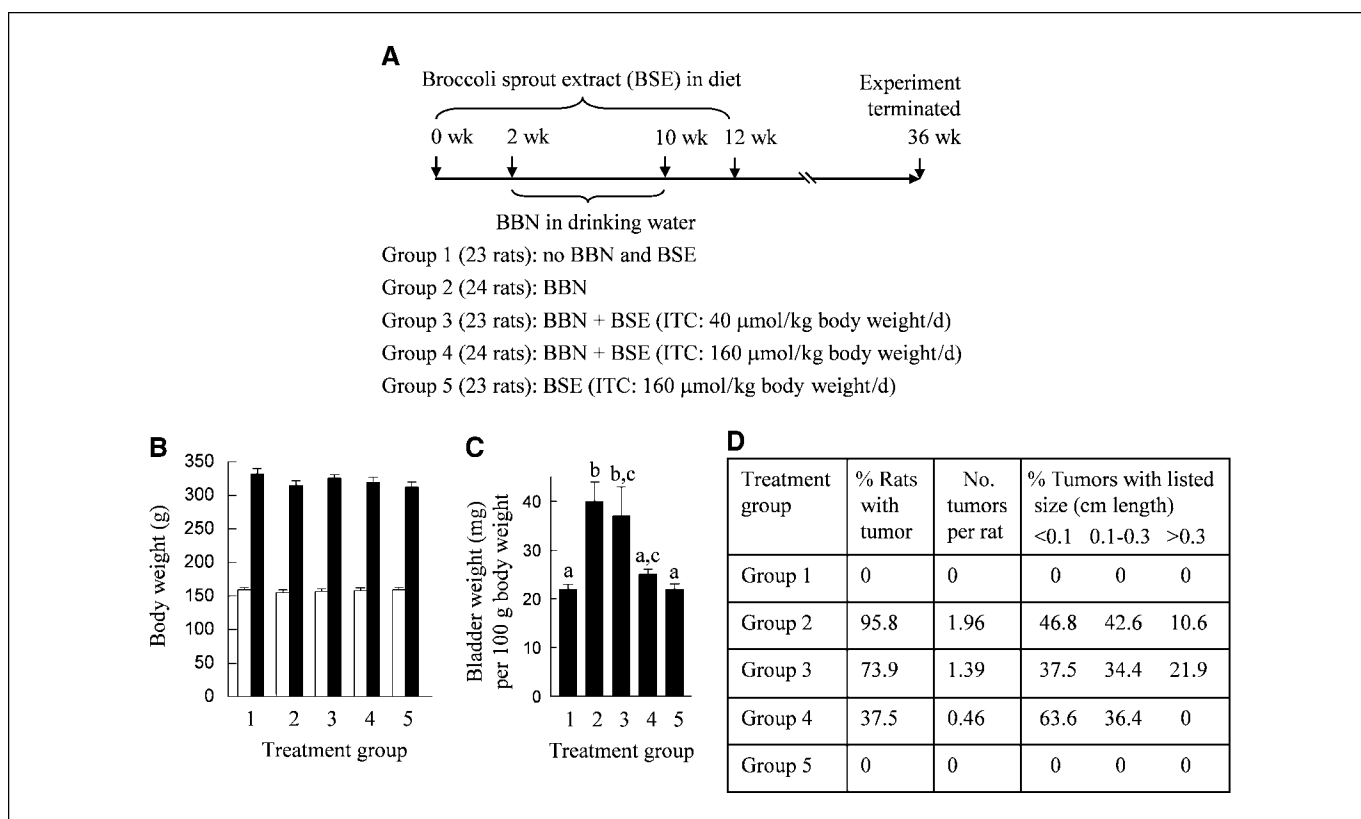 A
Broccoli sprout extract (BSE) in diet
Experiment
terminated
0 wk 2 wk 10 wk 12 wk 36 wk
BBN in drinking water
Group 1 (23 rats): no BBN and BSE
Group 2 (24 rats): BBN
Group 3 (23 rats): BBN + BSE (ITC: 40 μmol/kg body weight/d)
Group 4 (24 rats): BBN + BSE (ITC: 160 μmol/kg body weight/d)
Group 5 (23 rats): BSE (ITC: 160 μmol/kg body weight/d)
B
Body weight (g)
350
300
250
200
150
100
50
0
1 2 3 4 5
Treatment group
C
Bladder weight (mg)
per 100 g body weight
40
30
20
10
0
a b b,c a,c a
1 2 3 4 5
Treatment group
D
Treatment group % Rats with tumor No. tumors per rat % Tumors with listed size (cm length)
<0.1 0.1-0.3 >0.3
Group 1 0 0 0 0 0
Group 2 95.8 1.96 46.8 42.6 10.6
Group 3 73.9 1.39 37.5 34.4 21.9
Group 4 37.5 0.46 63.6 36.4 0
Group 5 0 0 0 0 0